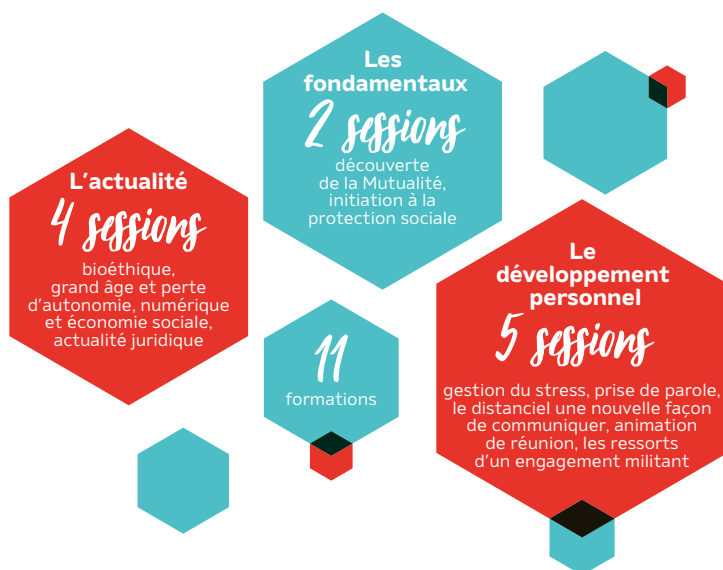 Les
fondamentaux
2 sessions
découverte
de la Mutualité,
initiation à la
protection sociale
L'actualité
4 sessions
bioéthique,
grand âge et perte
d'autonomie, numérique
et économie sociale,
actualité juridique
Le
développement
personnel
5 sessions
gestion du stress, prise de parole,
le distanciel une nouvelle façon
de communiquer, animation
de réunion, les ressorts
d'un engagement militant
11
formations